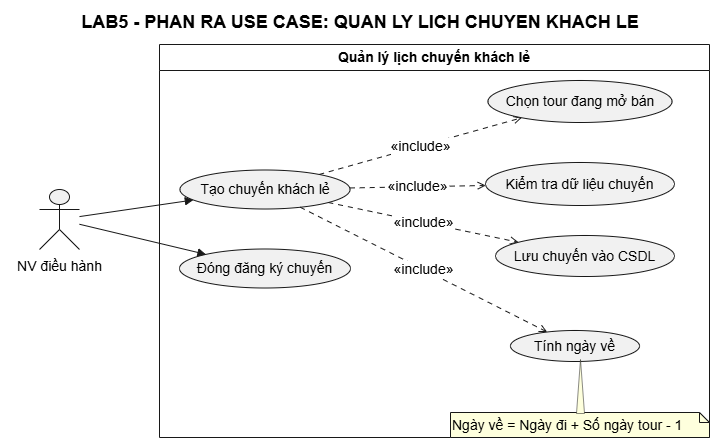 LAB5 - PHAN RA USE CASE: QUAN LY LICH CHUYEN KHACH LE
Quản lý lịch chuyến khách lẻ
Chọn tour đang mở bán
«include»
Tạo chuyến khách lẻ
«include»
Kiểm tra dữ liệu chuyến
«include»
Lưu chuyến vào CSDL
NV điều hành
Đóng đăng ký chuyến
«include»
Tính ngày về
Ngày về = Ngày đi + Số ngày tour - 1